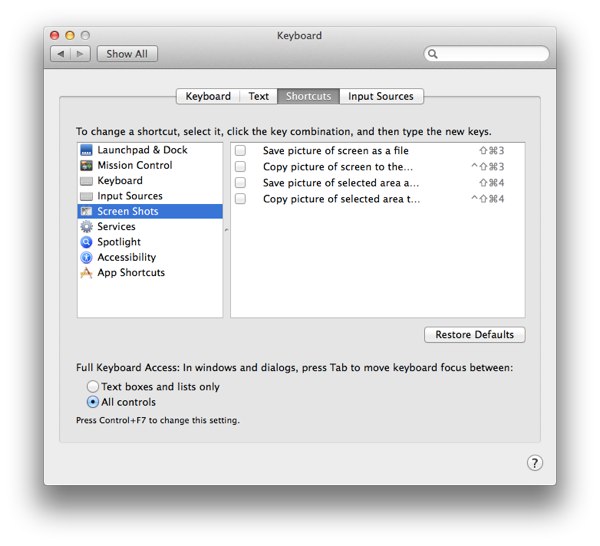 Keyboard
Show All
Keyboard Text Shortcuts Input Sources
To change a shortcut, select it, click the key combination, and then type the new keys.
Launchpad & Dock
Mission Control
Keyboard
Input Sources
Screen Shots
Services
Spotlight
Accessibility
App Shortcuts
Save picture of screen as a file ⇧⌘3
Copy picture of screen to the... ^⇧⌘3
Save picture of selected area a... ⇧⌘4
Copy picture of selected area t... ^⇧⌘4
Restore Defaults
Full Keyboard Access: In windows and dialogs, press Tab to move keyboard focus between:
Text boxes and lists only
All controls
Press Control+F7 to change this setting.
?